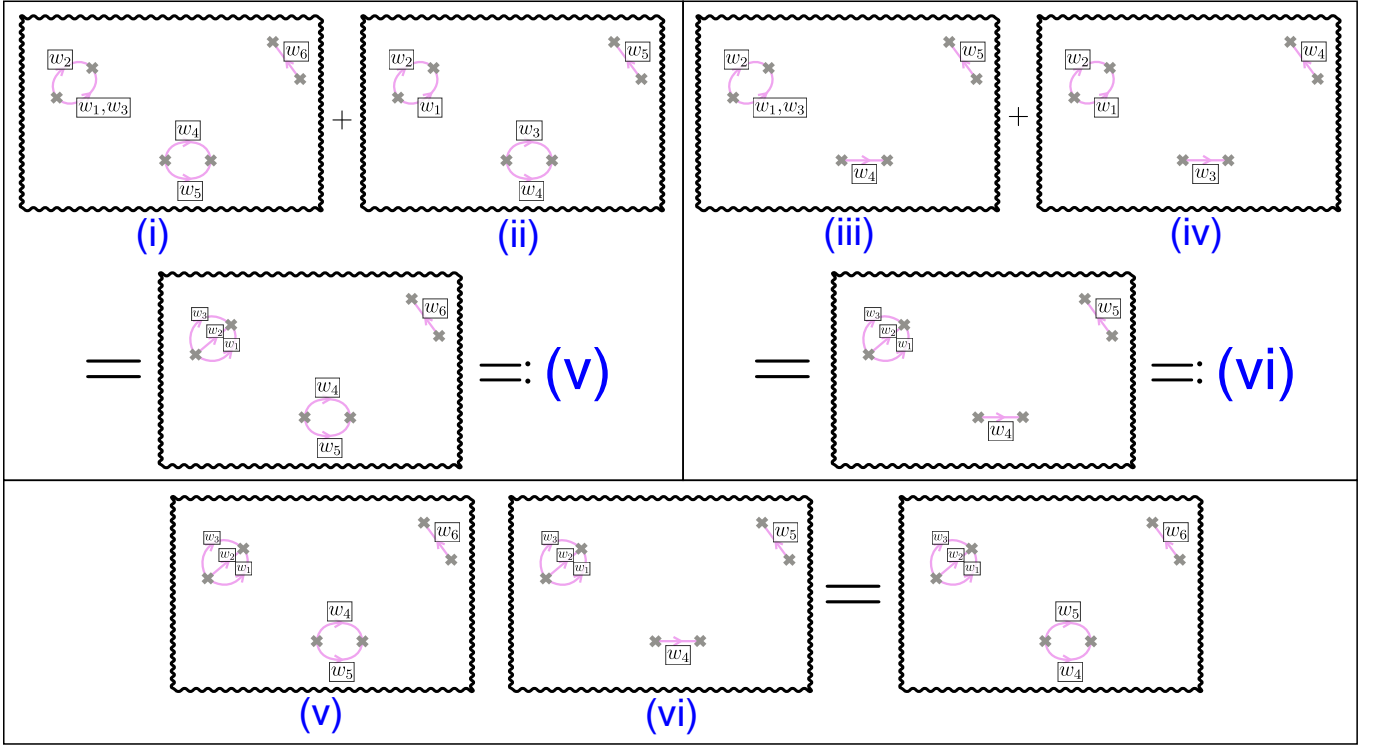 w₂
w₁,w₃
w₄
w₅
w₆
(i)
+
w₂
w₁
w₃
w₄
w₅
(ii)
w₂
w₁,w₃
w₄
w₅
(iii)
+
w₂
w₁
w₃
w₄
(iv)
=
w₃
w₂
w₁
w₄
w₅
w₆
=: (v)
=
w₃
w₂
w₁
w₄
w₅
=: (vi)
w₃
w₂
w₁
w₄
w₅
w₆
(v)
w₃
w₂
w₁
w₄
w₅
(vi)
=
w₃
w₂
w₁
w₅
w₄
w₆